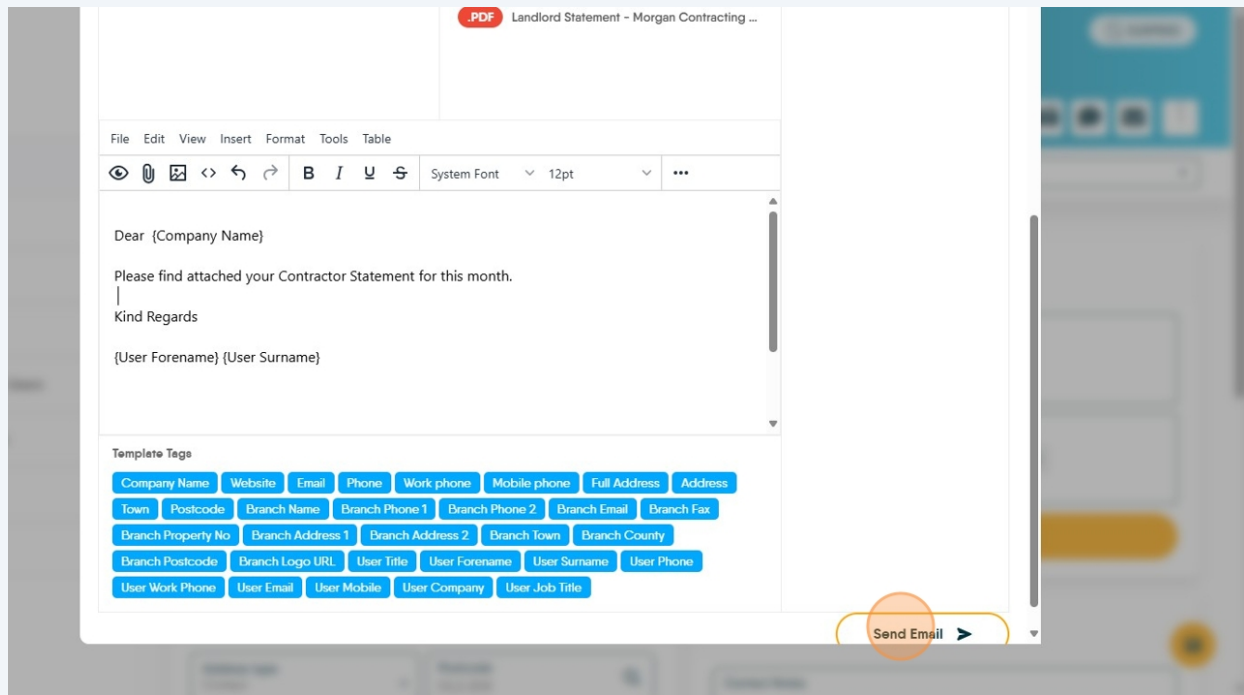 .PDF Landlord Statement - Morgan Contracting ...
File Edit View Insert Format Tools Table
B I U S System Font 12pt ...
Dear {Company Name}
Please find attached your Contractor Statement for this month.
Kind Regards
{User Forename} {User Surname}
Template Tags
Company Name Website Email Phone Work phone Mobile phone Full Address Address
Town Postcode Branch Name Branch Phone 1 Branch Phone 2 Branch Email Branch Fax
Branch Property No Branch Address 1 Branch Address 2 Branch Town Branch County
Branch Postcode Branch Logo URL User Title User Forename User Surname User Phone
User Work Phone User Email User Mobile User Company User Job Title
Send Email